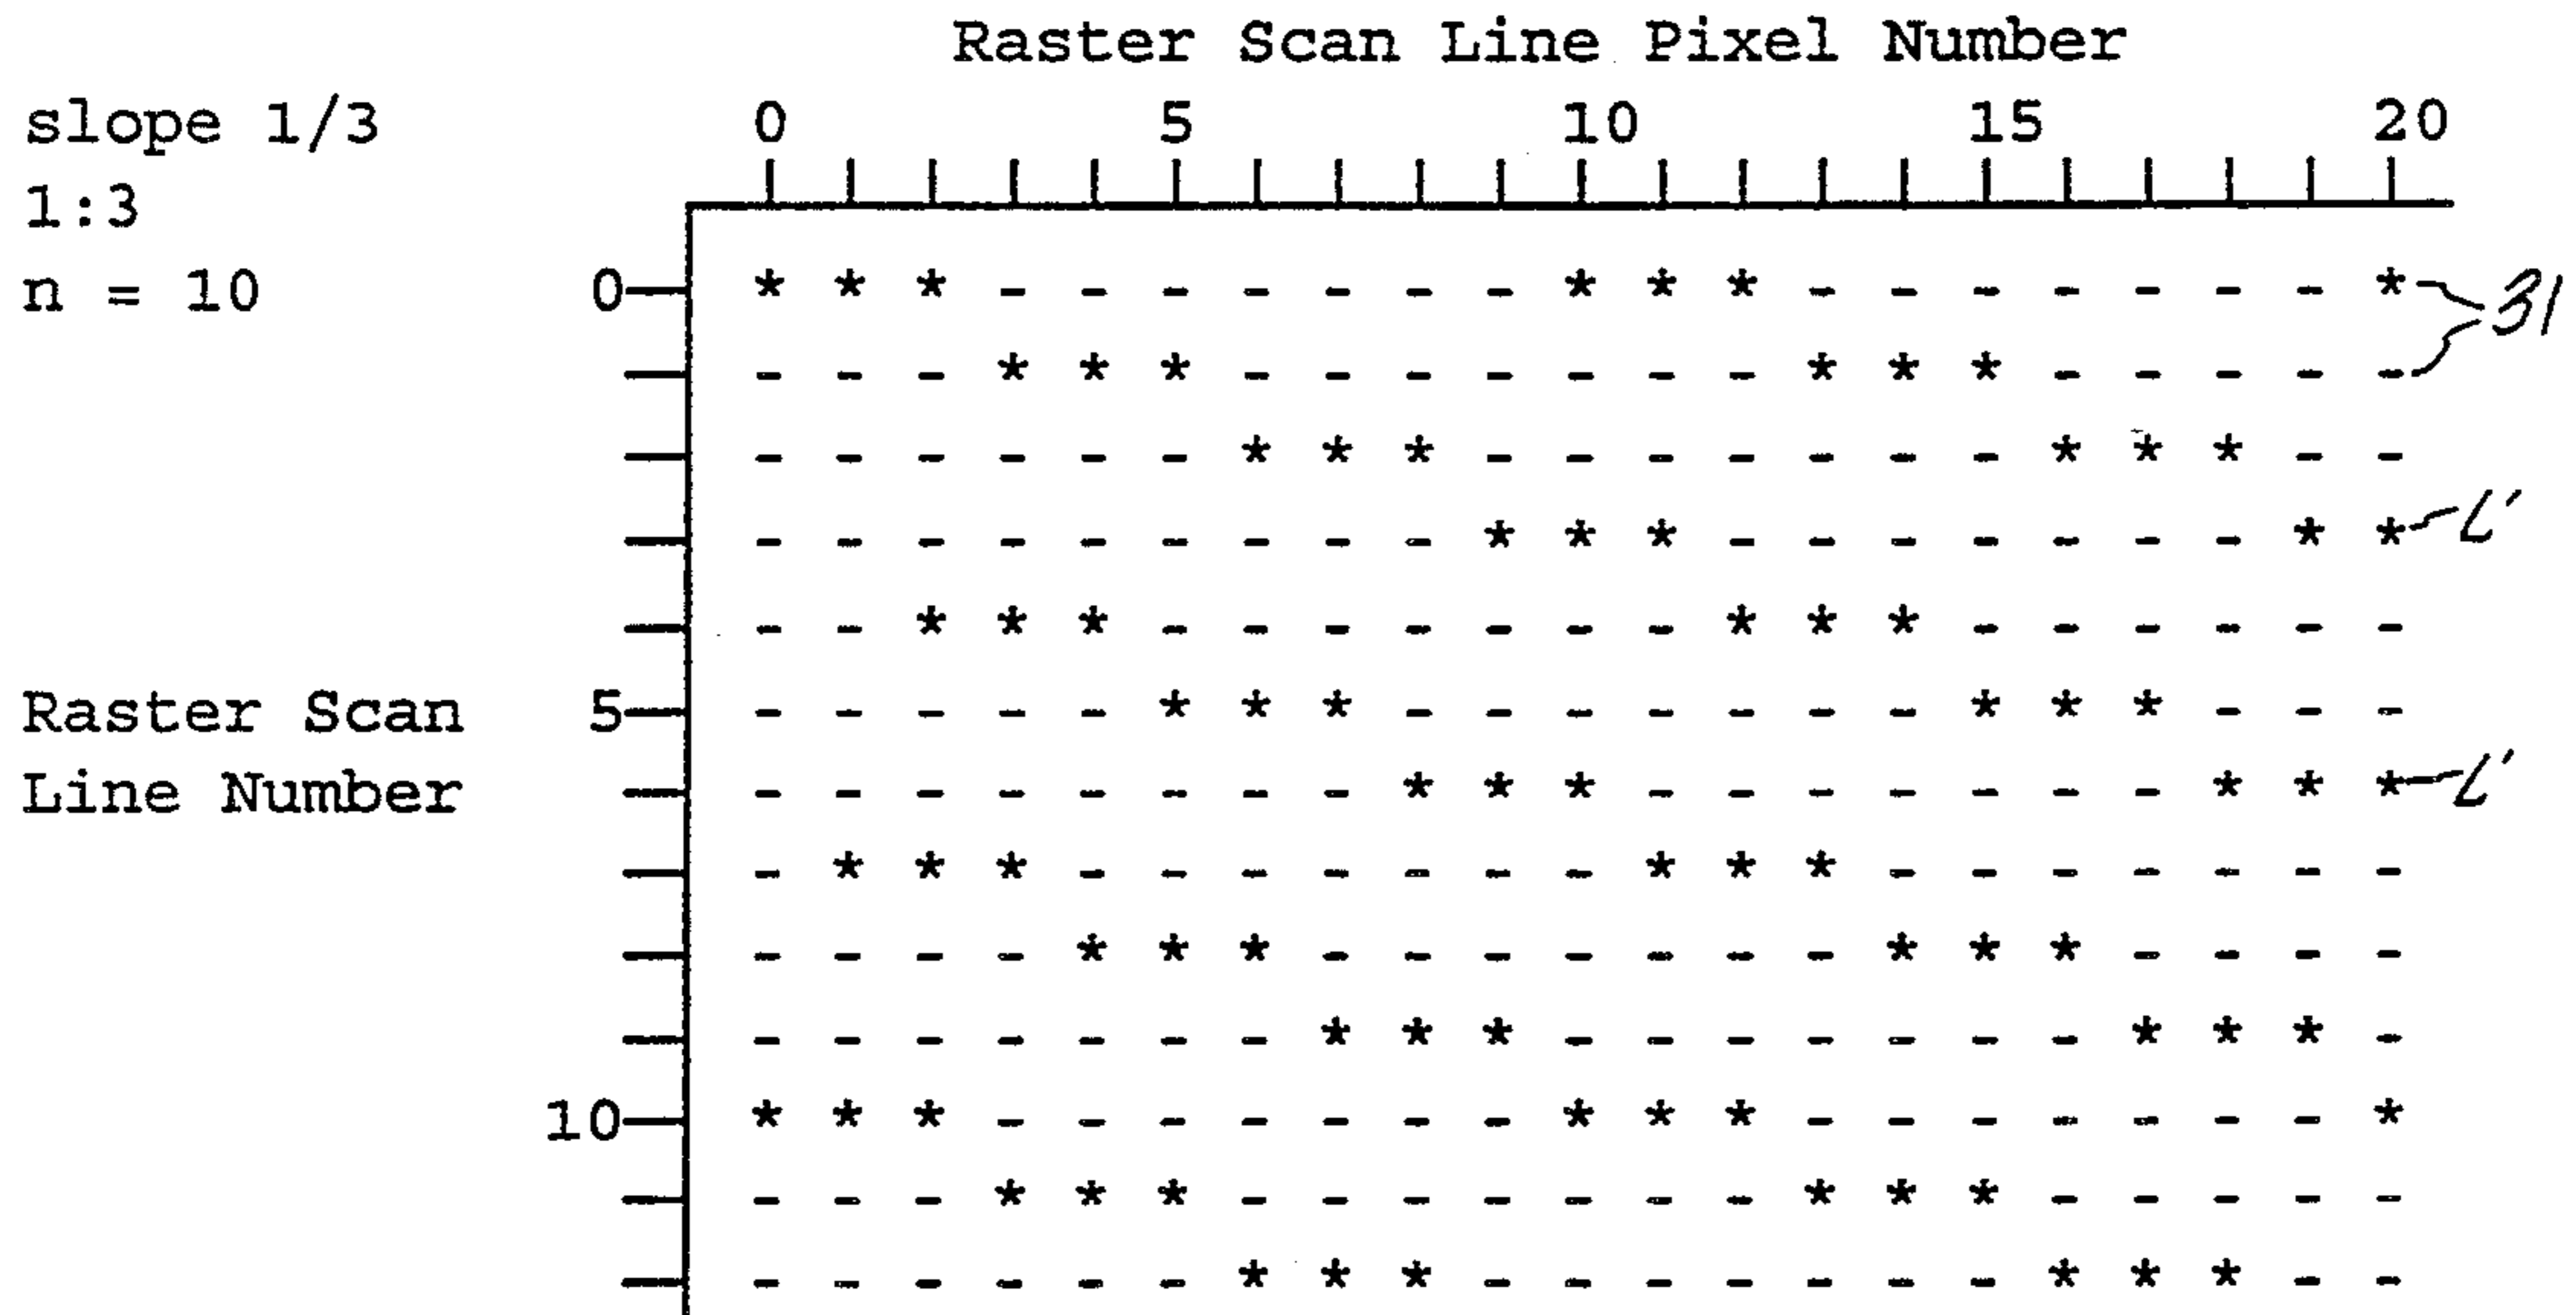 Raster Scan Line Pixel Number
slope 1/3
0 5 10 15 20
1:3
n = 10
0 * * * - - - - - - - * * * - - - - - - - * 31
- - - * * * - - - - - - - * * * - - - - -
- - - - - - * * * - - - - - - - * * * - -
- - - - - - - - - * * * - - - - - - - * * L'
- - * * * - - - - - - - * * * - - - - - -
Raster Scan 5 - - - - - * * * - - - - - - - * * * - - -
Line Number - - - - - - - - * * * - - - - - - - * * * L'
- * * * - - - - - - - * * * - - - - - - -
- - - - * * * - - - - - - - * * * - - - -
- - - - - - - * * * - - - - - - - * * * -
10 * * * - - - - - - - * * * - - - - - - - *
- - - * * * - - - - - - - * * * - - - - -
- - - - - - * * * - - - - - - - * * * - -